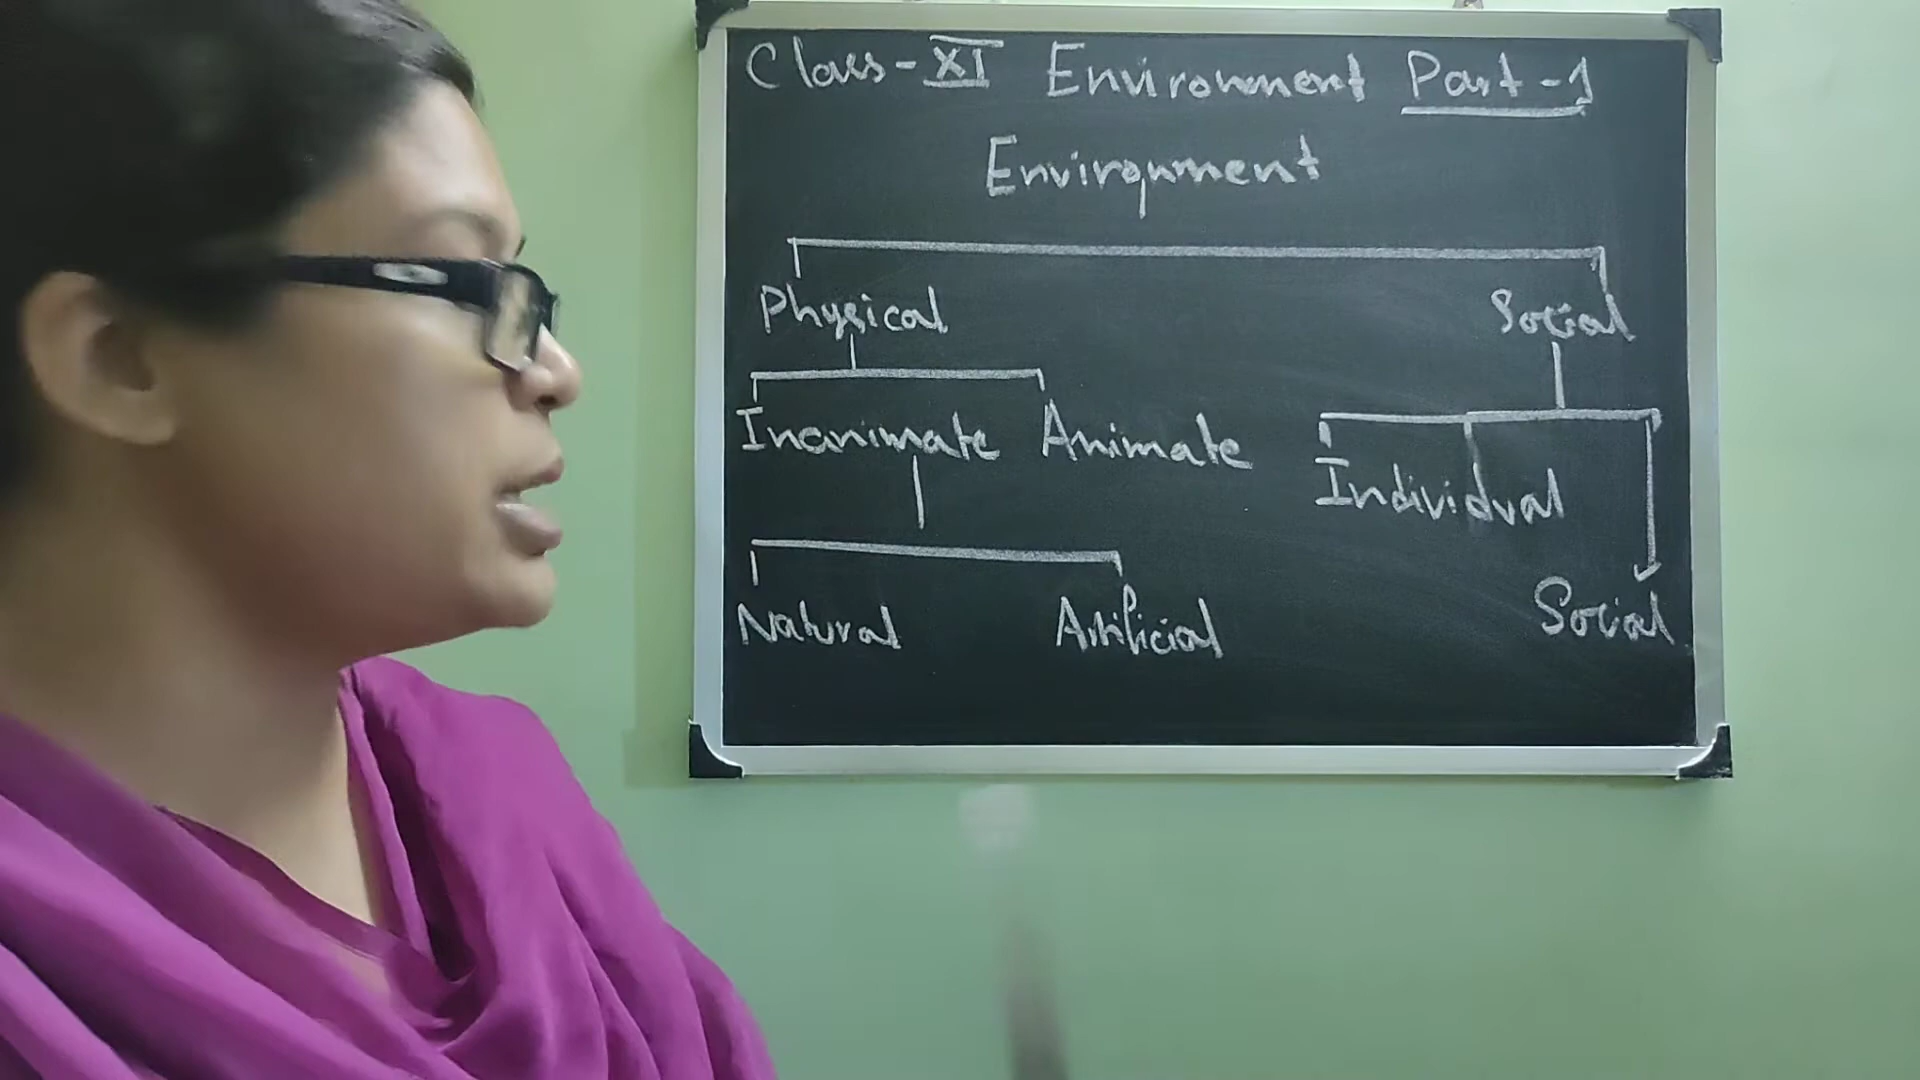 Class-XI Environment Part-1
Environment
Physical Social
Inanimate Animate Individual
Natural Artificial Social